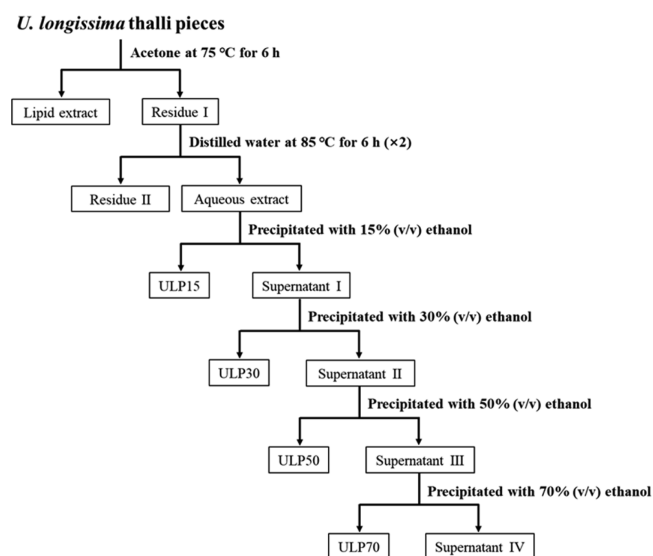 U. longissima thalli pieces
Acetone at 75 °C for 6 h
Lipid extract
Residue I
Distilled water at 85 °C for 6 h (×2)
Residue II
Aqueous extract
Precipitated with 15% (v/v) ethanol
ULP15
Supernatant I
Precipitated with 30% (v/v) ethanol
ULP30
Supernatant II
Precipitated with 50% (v/v) ethanol
ULP50
Supernatant III
Precipitated with 70% (v/v) ethanol
ULP70
Supernatant IV